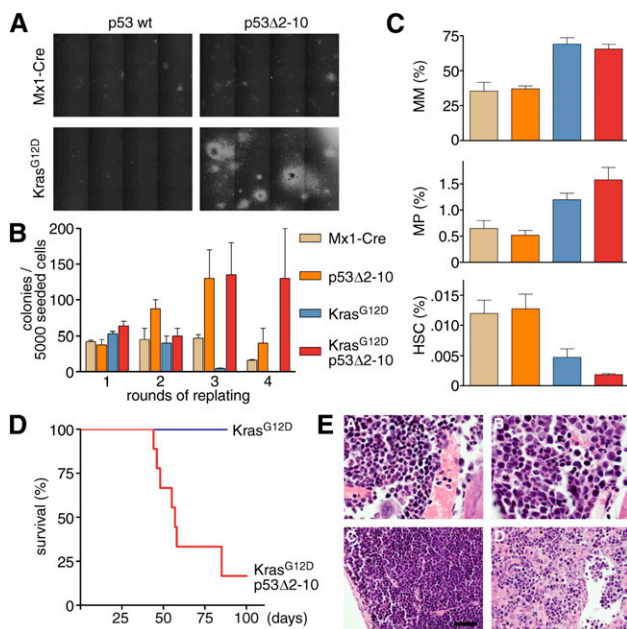 A
p53 wt
p53Δ2-10
Mx1-Cre
KrasG12D
B
colonies /
5000 seeded cells
200
150
100
50
0
1 2 3 4
rounds of replating
Mx1-Cre
p53Δ2-10
KrasG12D
KrasG12D
p53Δ2-10
C
MM (%)
75
50
25
0
MP (%)
1.5
1.0
0.5
0
HSC (%)
.015
.010
.005
0
D
survival (%)
100
75
50
25
25 50 75 100 (days)
KrasG12D
KrasG12D
p53Δ2-10
E
A
B
C
D